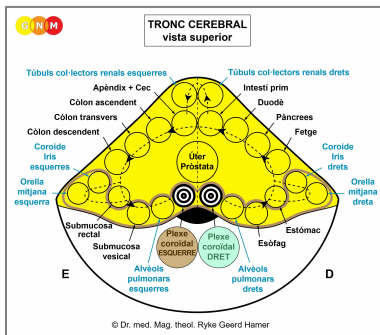 GNM
TRONC CEREBRAL
vista superior
Túbuls col·lectors renals esquerres
Túbuls col·lectors renals drets
Apèndix + Cec
Intestí prim
Còlon ascendent
Duodè
Còlon transvers
Pàncrees
Còlon descendent
Fetge
Coroide
Iris
esquerres
Coroide
Iris
drets
Úter
Pròstata
Orella
mitjana
esquerra
Orella
mitjana
dreta
Submucosa
rectal
Submucosa
vesical
Estómac
Esòfag
Plexe
coroïdal
ESQUERRE
Plexe
coroïdal
DRET
E
D
Alvèols
pulmonars
esquerres
Alvèols
pulmonars
drets
© Dr. med. Mag. theol. Ryke Geerd Hamer